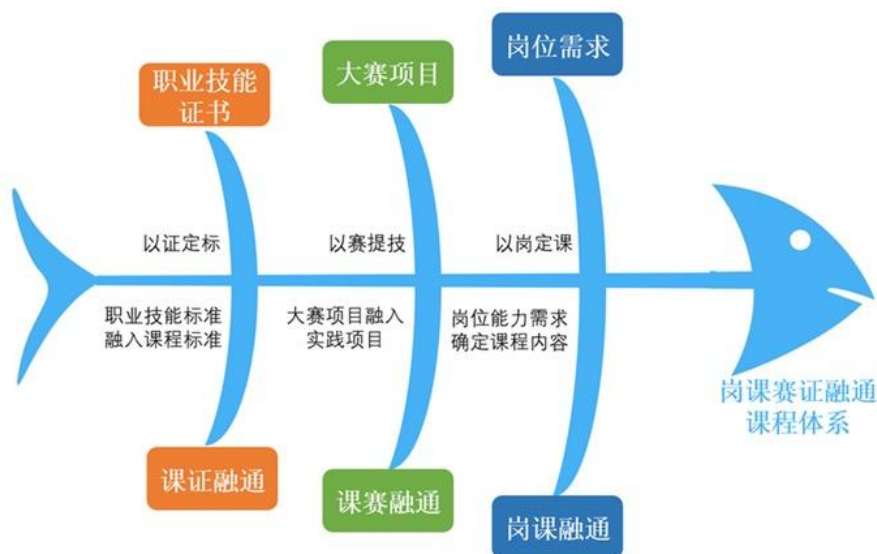 岗位需求
大赛项目
职业技能
证书
以证定标
以赛提技
以岗定课
职业技能标准
融入课程标准
大赛项目融入
实践项目
岗位能力需求
确定课程内容
岗课赛证融通
课程体系
课证融通
课赛融通
岗课融通